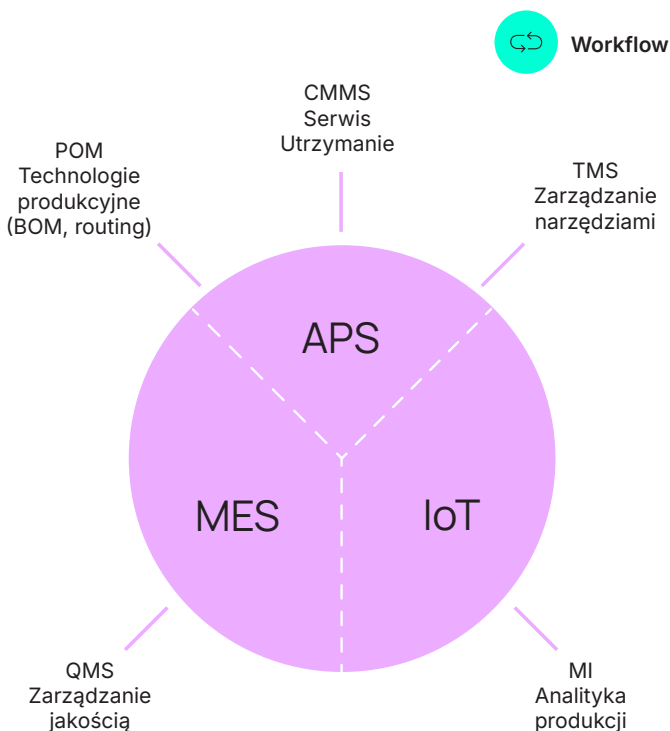 Workflow
CMMS
Serwis
Utrzymanie
POM
Technologie
produkcyjne
(BOM, routing)
TMS
Zarządzanie
narzędziami
APS
MES
IoT
QMS
Zarządzanie
jakością
MI
Analityka
produkcji